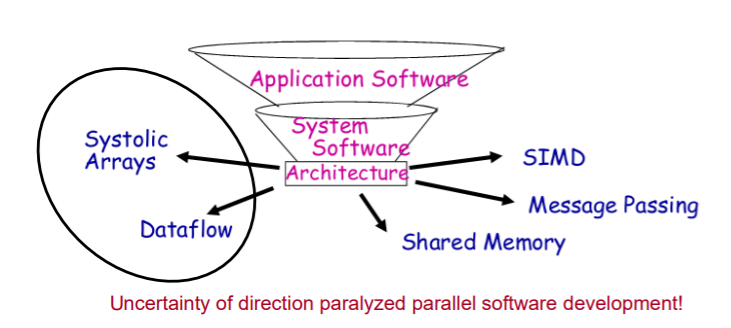 Application Software
System
Software
Architecture
Systolic
Arrays
Dataflow
SIMD
Message Passing
Shared Memory
Uncertainty of direction paralyzed parallel software development!